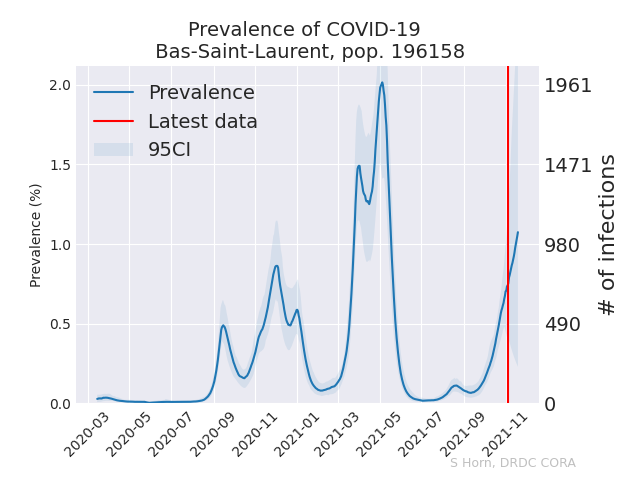 Prevalence of COVID-19
Bas-Saint-Laurent, pop. 196158
Prevalence
Latest data
95CI
Prevalence (%)
2.0
1.5
1.0
0.5
0.0
1961
1471
980
490
0
# of infections
2020-03
2020-05
2020-07
2020-09
2020-11
2021-01
2021-03
2021-05
2021-07
2021-09
2021-11
S Horn, DRDC CORA